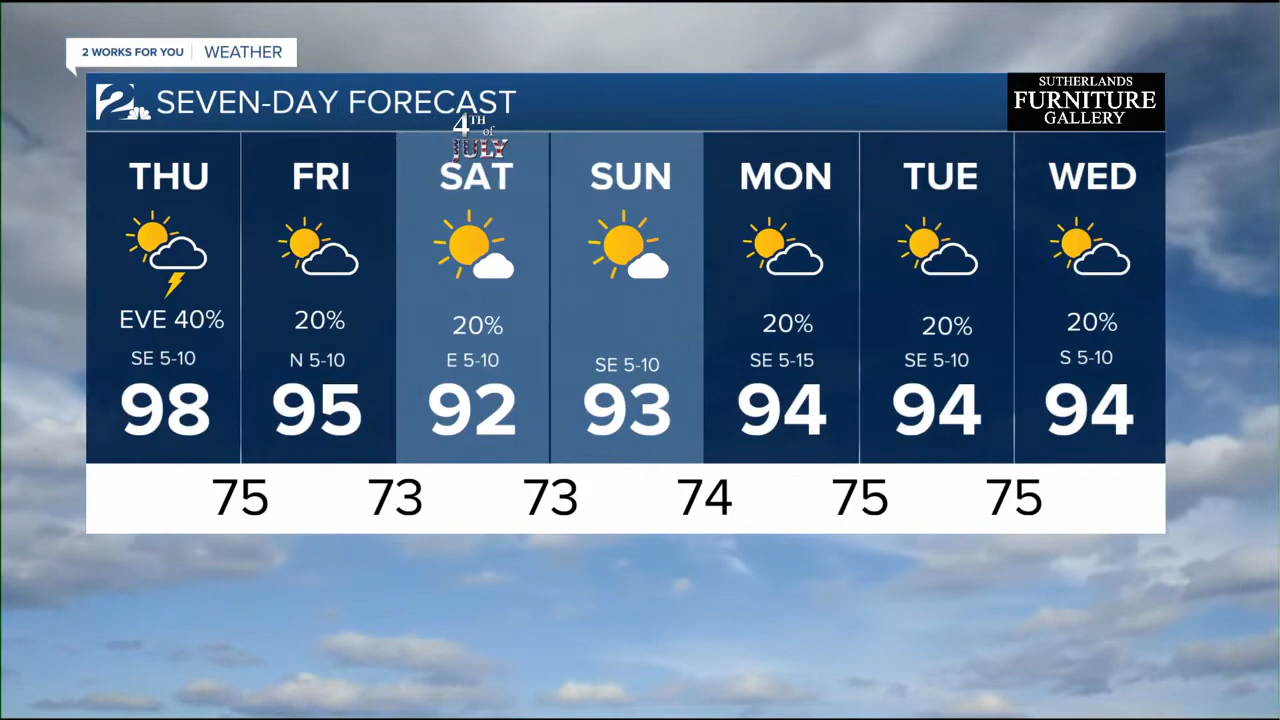 2 WORKS FOR YOU | WEATHER
2 SEVEN-DAY FORECAST
SUTHERLANDS
FURNITURE
GALLERY
4TH
of
JULY
THU FRI SAT SUN MON TUE WED
EVE 40% 20% 20% 20% 20% 20%
SE 5-10 N 5-10 E 5-10 SE 5-10 SE 5-15 SE 5-10 S 5-10
98 95 92 93 94 94 94
75 73 73 74 75 75